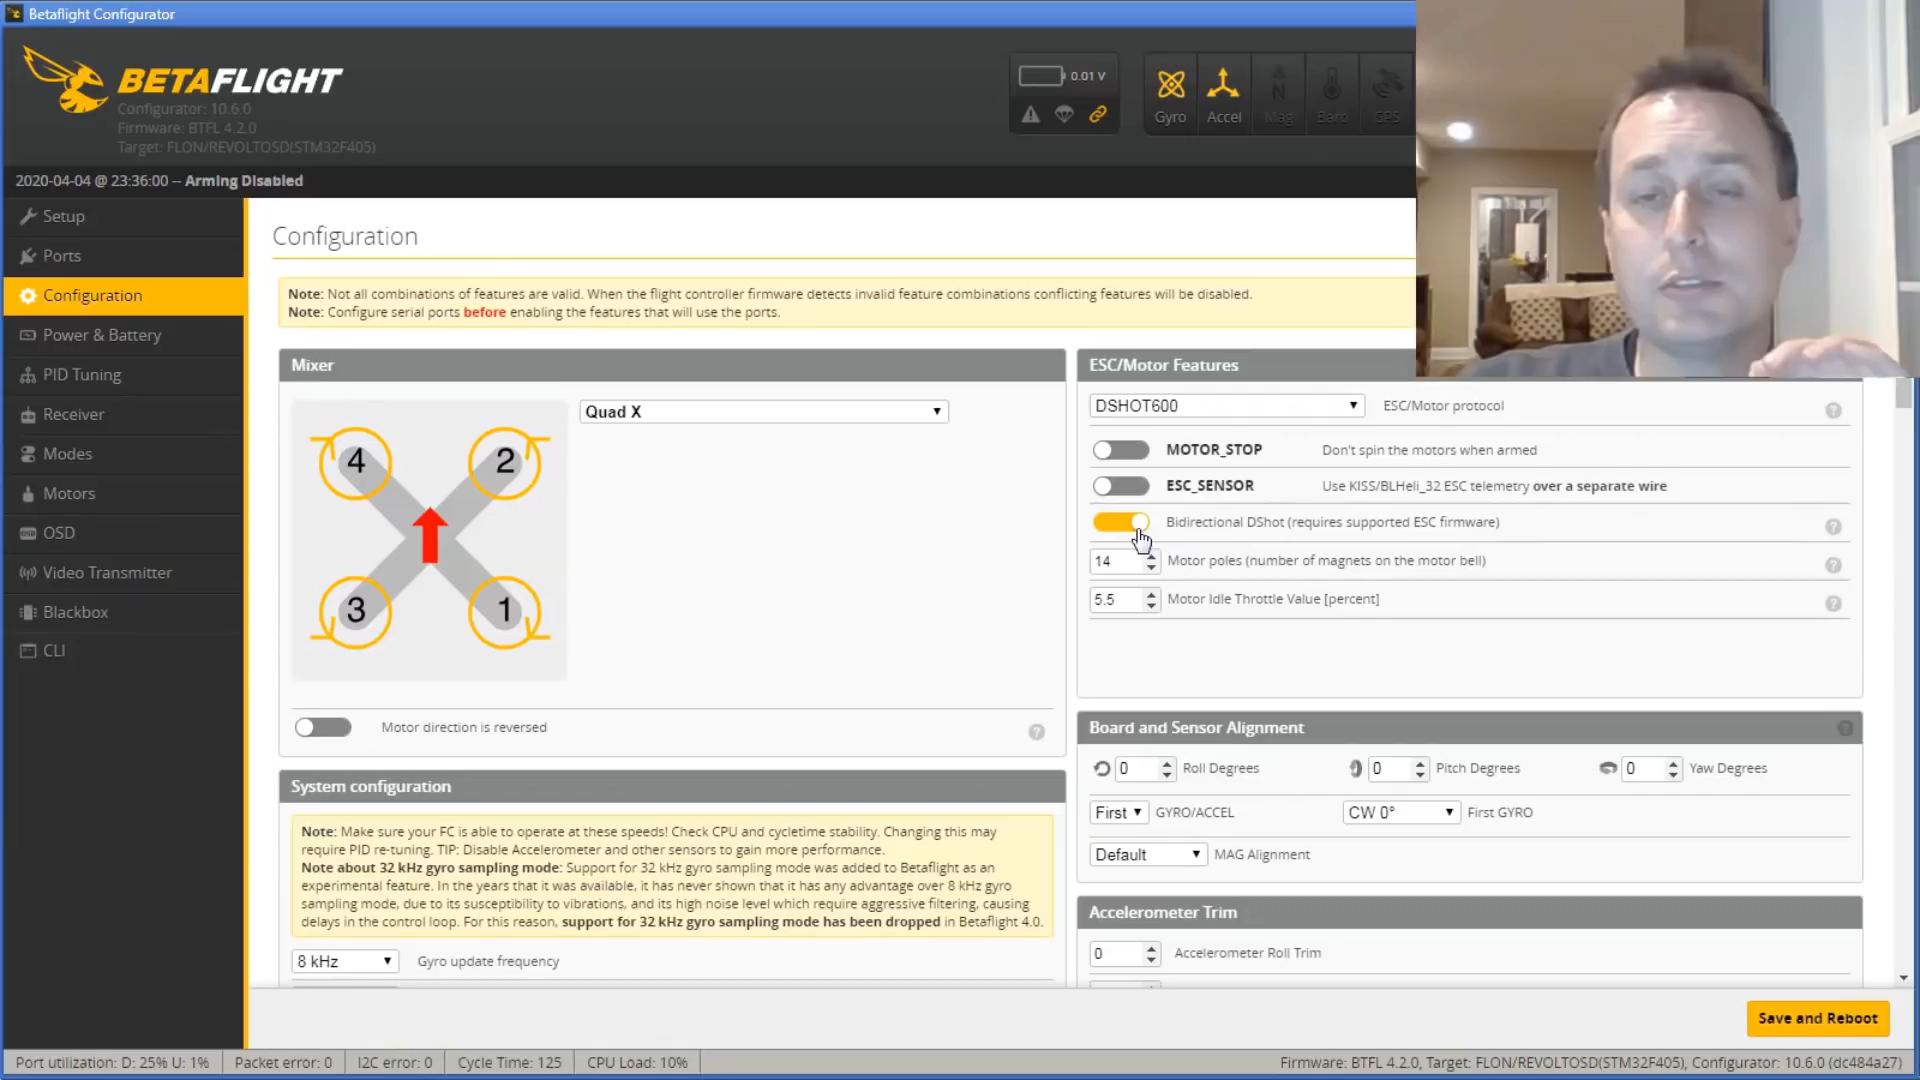 Betaflight Configurator
BETAFLIGHT
Configurator: 10.6.0
Firmware: BTFL 4.2.0
Target: FLON/REVOLTOSD(STM32F405)
0.01 V
Gyro
Accel
Mag
Baro
GPS
2020-04-04 @ 23:36:00 -- Arming Disabled
Setup
Ports
Configuration
Power & Battery
PID Tuning
Receiver
Modes
Motors
OSD
Video Transmitter
Blackbox
CLI
Configuration
Note: Not all combinations of features are valid. When the flight controller firmware detects invalid feature combinations conflicting features will be disabled.
Note: Configure serial ports before enabling the features that will use the ports.
Mixer
Quad X
4
2
3
1
Motor direction is reversed
System configuration
Note: Make sure your FC is able to operate at these speeds! Check CPU and cycletime stability. Changing this may
require PID re-tuning. TIP: Disable Accelerometer and other sensors to gain more performance.
Note about 32 kHz gyro sampling mode: Support for 32 kHz gyro sampling mode was added to Betaflight as an
experimental feature. In the years that it was available, it has never shown that it has any advantage over 8 kHz gyro
sampling mode, due to its susceptibility to vibrations, and its high noise level which require aggressive filtering, causing
delays in the control loop. For this reason, support for 32 kHz gyro sampling mode has been dropped in Betaflight 4.0.
8 kHz Gyro update frequency
ESC/Motor Features
DSHOT600 ESC/Motor protocol
MOTOR_STOP Don't spin the motors when armed
ESC_SENSOR Use KISS/BLHeli_32 ESC telemetry over a separate wire
Bidirectional DShot (requires supported ESC firmware)
14 Motor poles (number of magnets on the motor bell)
5.5 Motor Idle Throttle Value [percent]
Board and Sensor Alignment
0 Roll Degrees 0 Pitch Degrees 0 Yaw Degrees
First GYRO/ACCEL CW 0° First GYRO
Default MAG Alignment
Accelerometer Trim
0 Accelerometer Roll Trim
Save and Reboot
Port utilization: D: 25% U: 1% Packet error: 0 I2C error: 0 Cycle Time: 125 CPU Load: 10% Firmware: BTFL 4.2.0, Target: FLON/REVOLTOSD(STM32F405), Configurator: 10.6.0 (dc484a27)